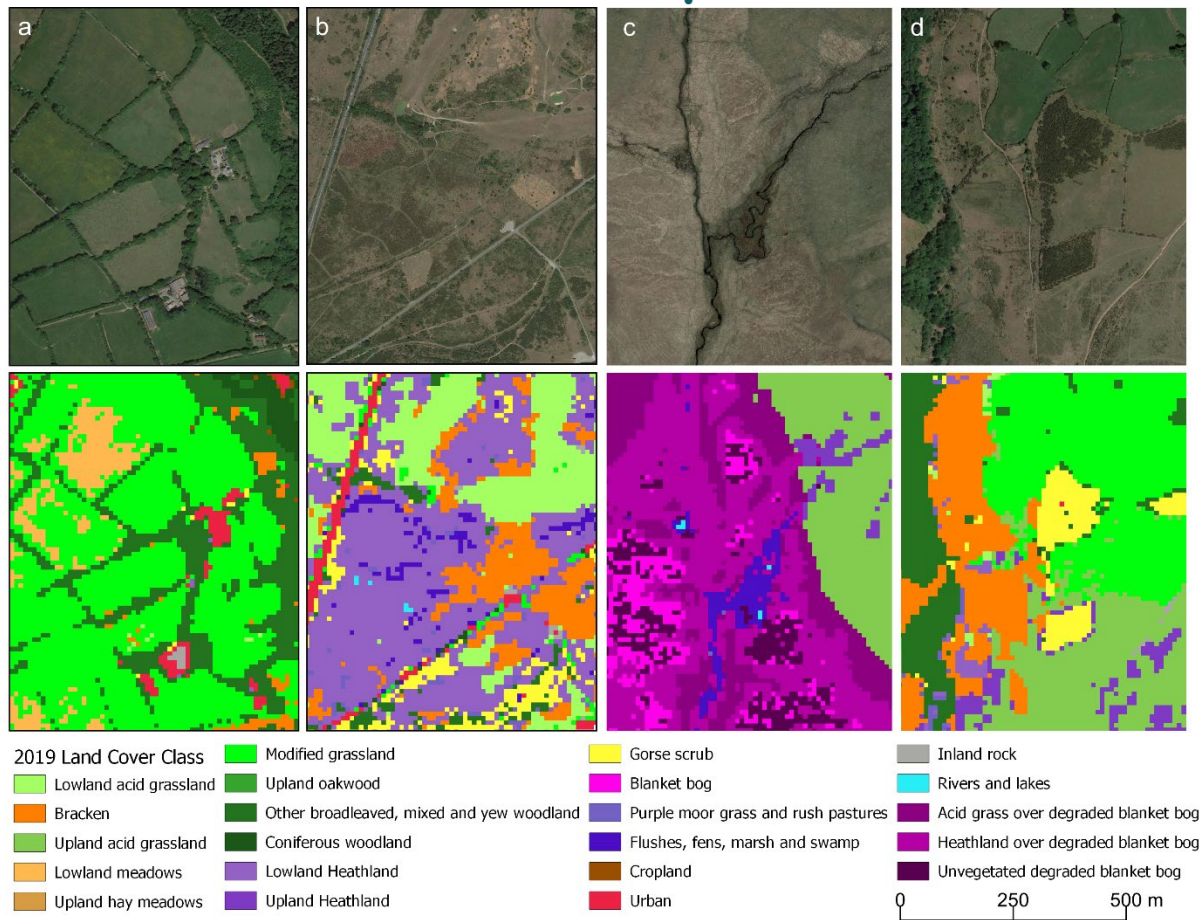 a
b
c
d
2019 Land Cover Class
Lowland acid grassland
Bracken
Upland acid grassland
Lowland meadows
Upland hay meadows
Modified grassland
Upland oakwood
Other broadleaved, mixed and yew woodland
Coniferous woodland
Lowland Heathland
Upland Heathland
Gorse scrub
Blanket bog
Purple moor grass and rush pastures
Flushes, fens, marsh and swamp
Cropland
Urban
Inland rock
Rivers and lakes
Acid grass over degraded blanket bog
Heathland over degraded blanket bog
Unvegetated degraded blanket bog
0 250 500 m